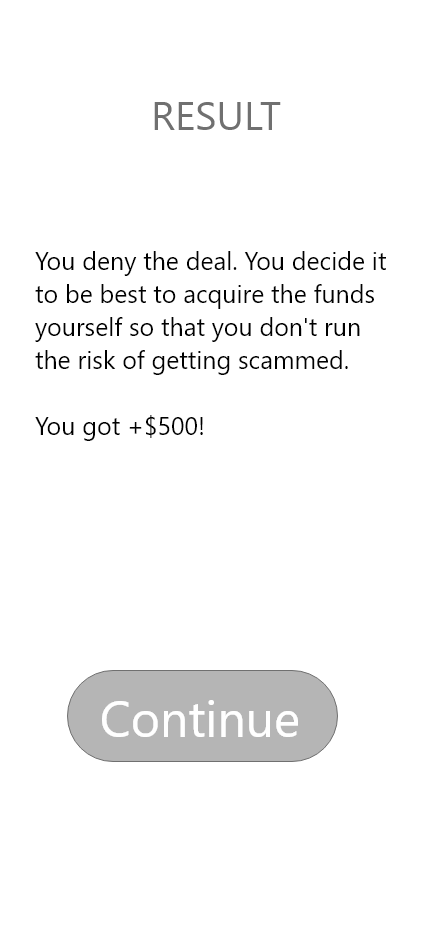 RESULT
You deny the deal. You decide it
to be best to acquire the funds
yourself so that you don't run
the risk of getting scammed.
You got +$500!
Continue